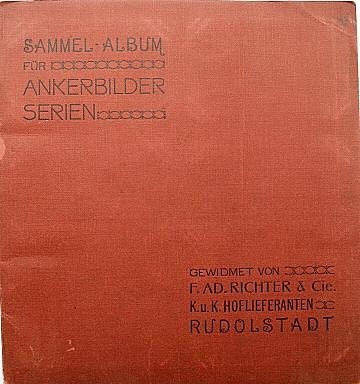 SAMMEL-ALBUM
FÜR
ANKERBILDER
SERIEN
GEWIDMET VON
F. AD. RICHTER & Cie.
K. u. K. HOFLIEFERANTEN
RUDOLSTADT